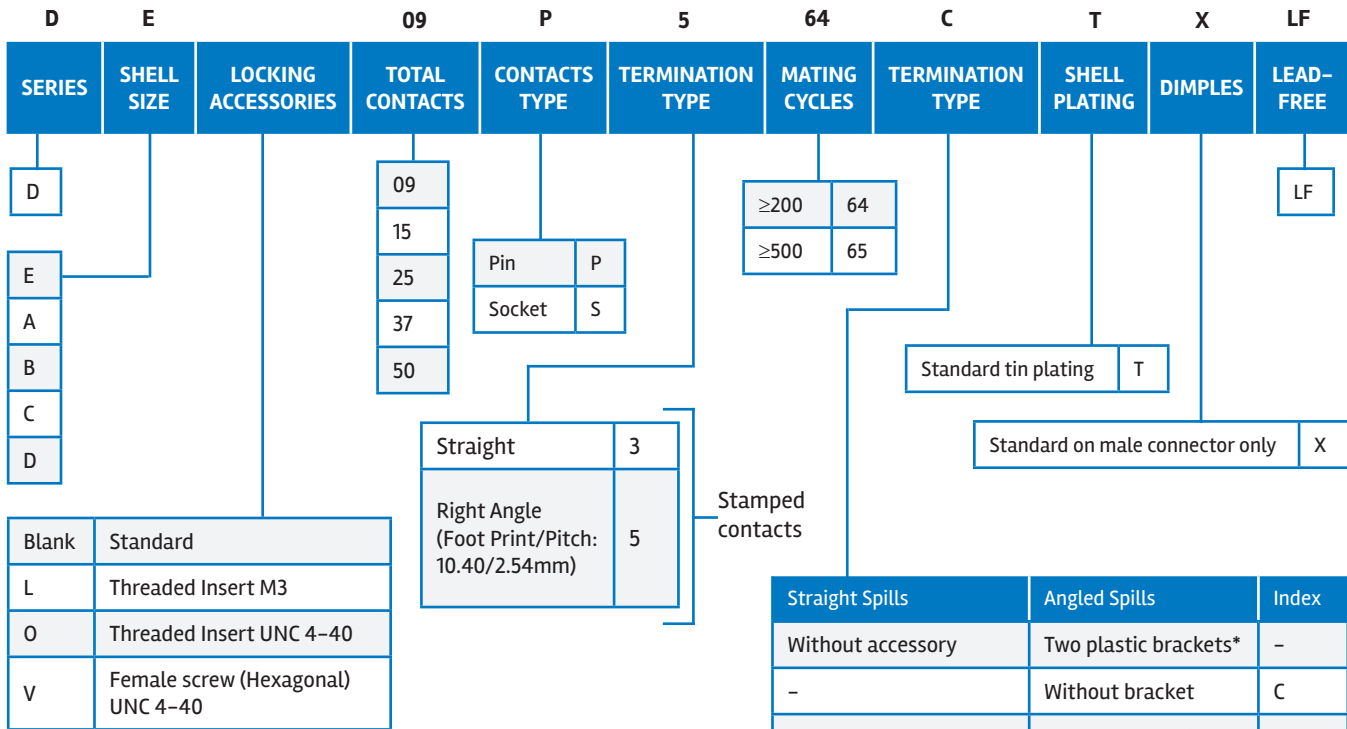 D E 09 P 5 64 C T X LF
SERIES
SHELL SIZE
LOCKING ACCESSORIES
TOTAL CONTACTS
CONTACTS TYPE
TERMINATION TYPE
MATING CYCLES
TERMINATION TYPE
SHELL PLATING
DIMPLES
LEAD-FREE
D
E
A
B
C
D
Blank Standard
L Threaded Insert M3
O Threaded Insert UNC 4-40
V Female screw (Hexagonal)
UNC 4-40
09
15
25
37
50
Pin P
Socket S
Straight 3
Right Angle
(Foot Print/Pitch:
10.40/2.54mm)
5
Stamped
contacts
≥200 64
≥500 65
Straight Spills Angled Spills Index
Without accessory Two plastic brackets* –
– Without bracket C
Standard tin plating T
Standard on male connector only X
LF